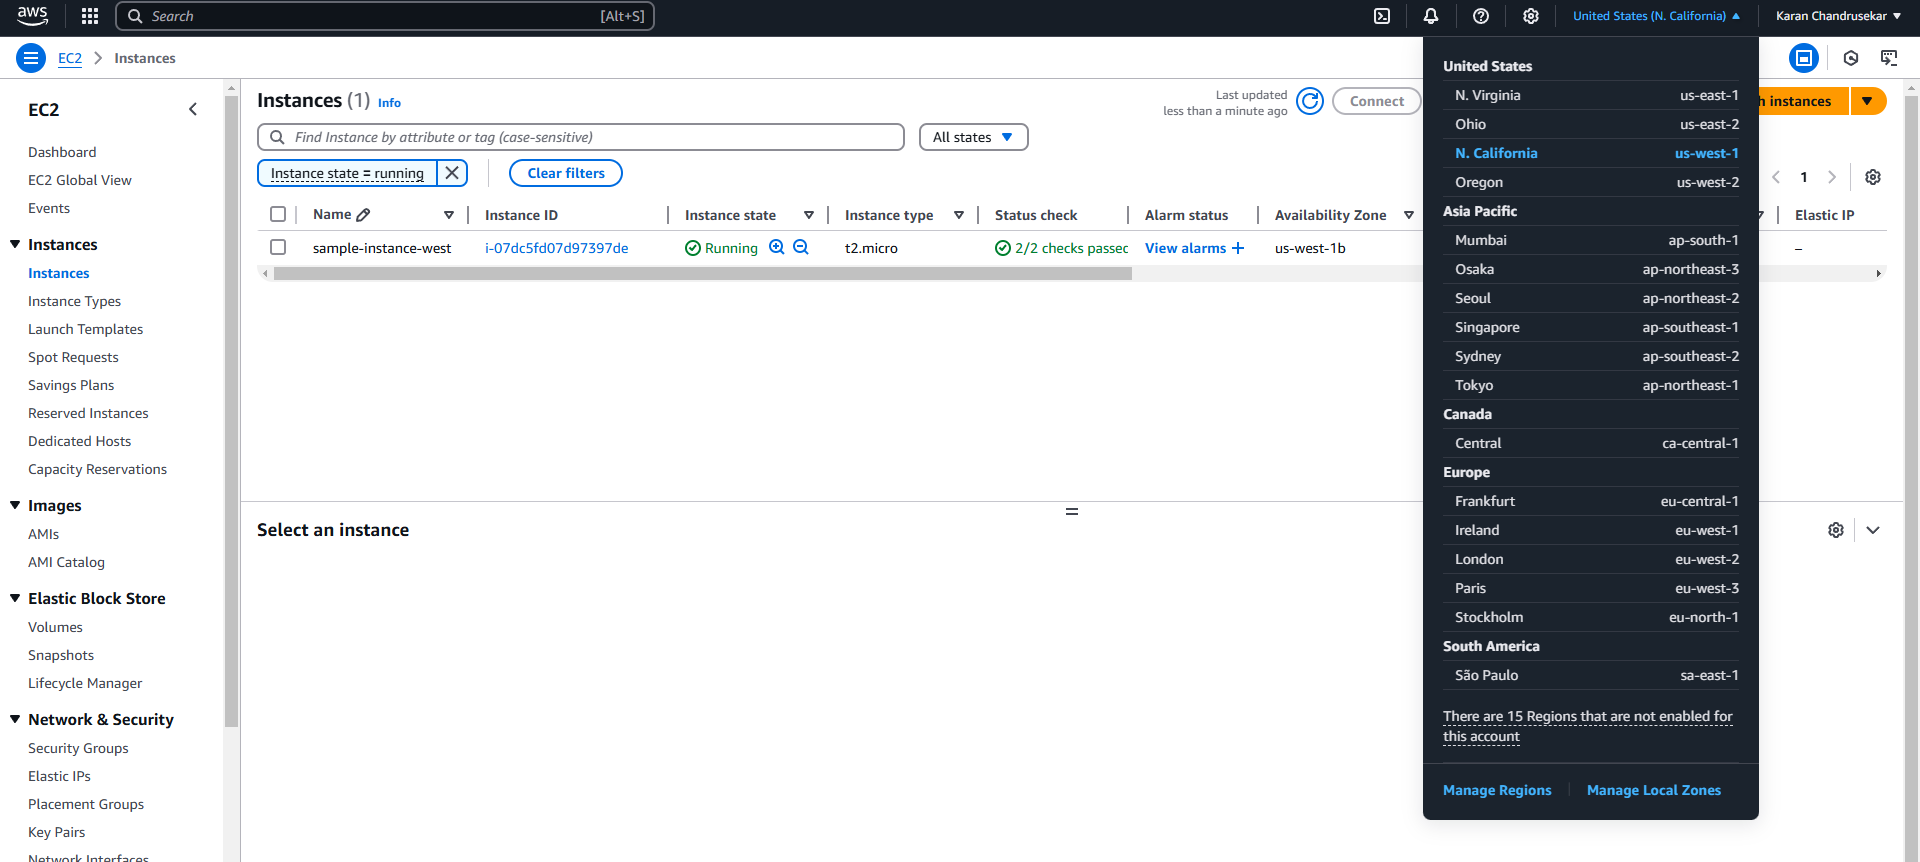 aws
Search
[Alt+S]
United States (N. California)
Karan Chandrusekar
EC2
Instances
EC2
Dashboard
EC2 Global View
Events
Instances
Instances
Instance Types
Launch Templates
Spot Requests
Savings Plans
Reserved Instances
Dedicated Hosts
Capacity Reservations
Images
AMIs
AMI Catalog
Elastic Block Store
Volumes
Snapshots
Lifecycle Manager
Network & Security
Security Groups
Elastic IPs
Placement Groups
Key Pairs
Network Interfaces
Instances (1) Info
Last updated
less than a minute ago
Connect
h instances
Find Instance by attribute or tag (case-sensitive)
All states
Instance state = running
Clear filters
1
Name Instance ID Instance state Instance type Status check Alarm status Availability Zone Elastic IP
sample-instance-west i-07dc5fd07d97397de Running t2.micro 2/2 checks passec View alarms + us-west-1b –
Select an instance
United States
N. Virginia us-east-1
Ohio us-east-2
N. California us-west-1
Oregon us-west-2
Asia Pacific
Mumbai ap-south-1
Osaka ap-northeast-3
Seoul ap-northeast-2
Singapore ap-southeast-1
Sydney ap-southeast-2
Tokyo ap-northeast-1
Canada
Central ca-central-1
Europe
Frankfurt eu-central-1
Ireland eu-west-1
London eu-west-2
Paris eu-west-3
Stockholm eu-north-1
South America
São Paulo sa-east-1
There are 15 Regions that are not enabled for
this account
Manage Regions
Manage Local Zones